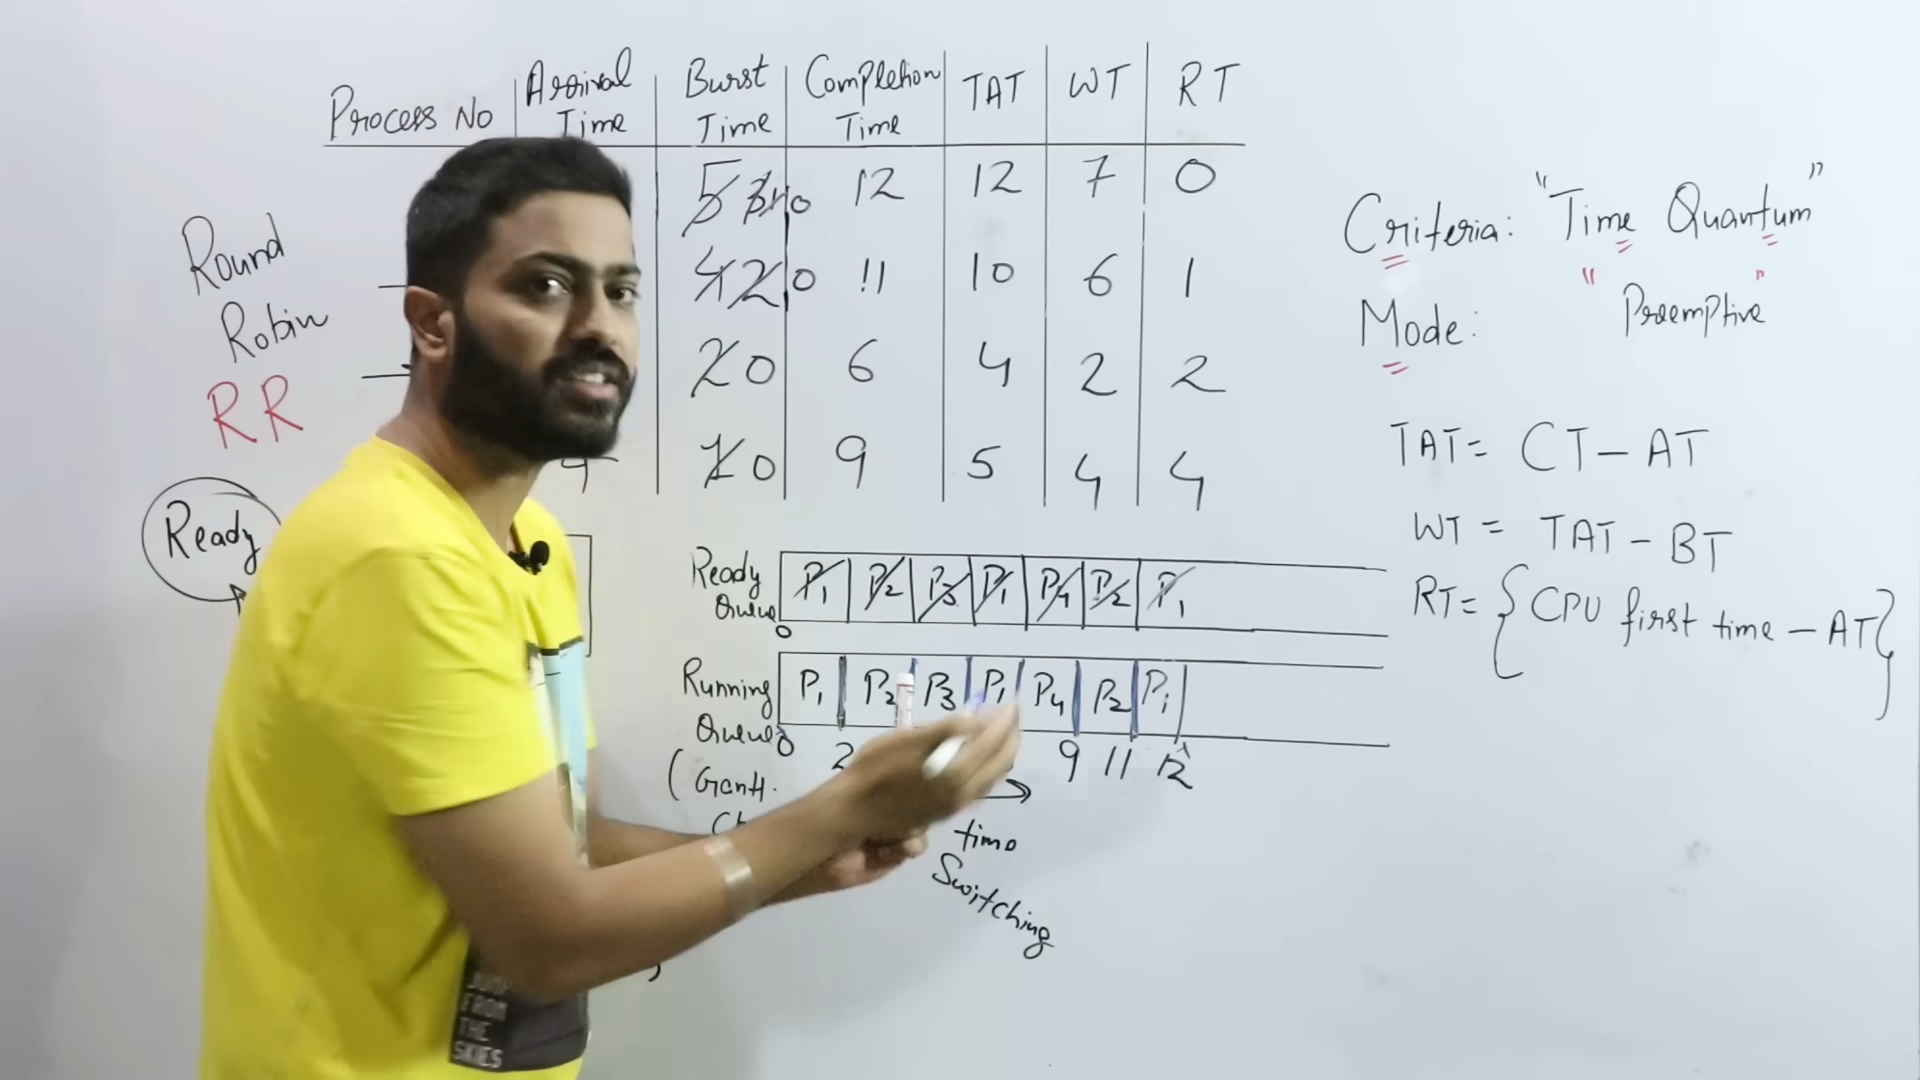 Process No Arrival Time Burst Time Completion Time TAT WT RT
5 3 1 0 12 12 7 0
4 2 0 11 10 6 1
2 0 6 4 2 2
1 0 9 5 4 4
Round
Robin
RR
Ready
Criteria: "Time Quantum"
Mode: "Preemptive"
TAT = CT - AT
WT = TAT - BT
RT = {CPU first time - AT}
Ready Queue P1 P2 P3 P1 P4 P2 P1
0
Running Queue P1 P2 P3 P1 P4 P2 P1
0 2 9 11 12
(Gantt.
time
Switching
JUMP
FROM
THE
SKIES